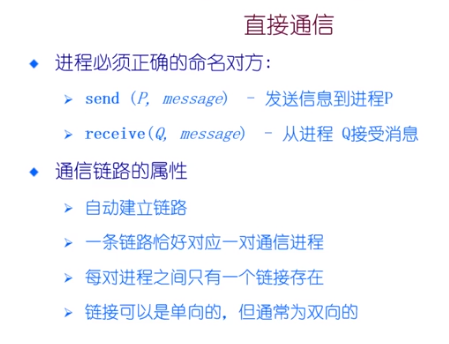 直接通信
进程必须正确的命名对方：
send (P, message) - 发送信息到进程P
receive(Q, message) - 从进程 Q接受消息
通信链路的属性
自动建立链路
一条链路恰好对应一对通信进程
每对进程之间只有一个链接存在
链接可以是单向的，但通常为双向的